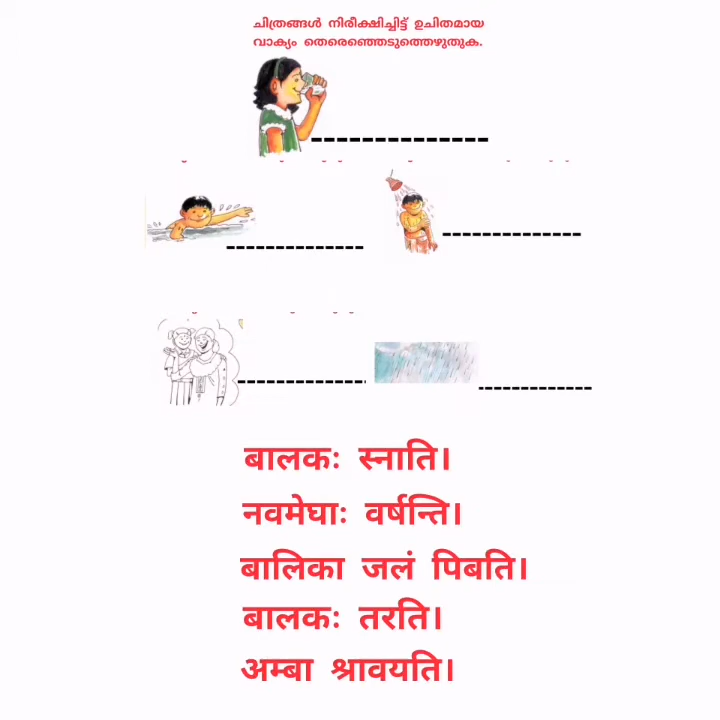 ചിത്രങ്ങൾ നിരീക്ഷിച്ചിട്ട് ഉചിതമായ
വാക്യം തെരെഞ്ഞെടുത്തെഴുതുക.
बालकः स्नाति।
नवमेघाः वर्षन्ति।
बालिका जलं पिबति।
बालकः तरति।
अम्बा श्रावयति।